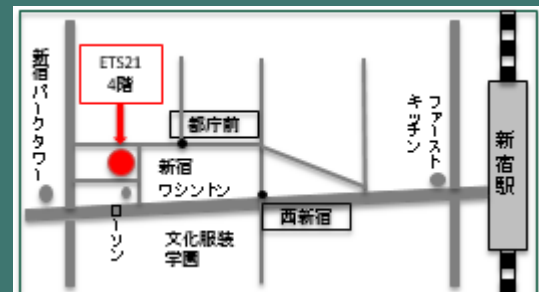 新宿パークタワー
ETS21
4階
都庁前
新宿
ワシントン
ローソン
文化服装
学園
西新宿
ファースト
キッチン
新宿駅